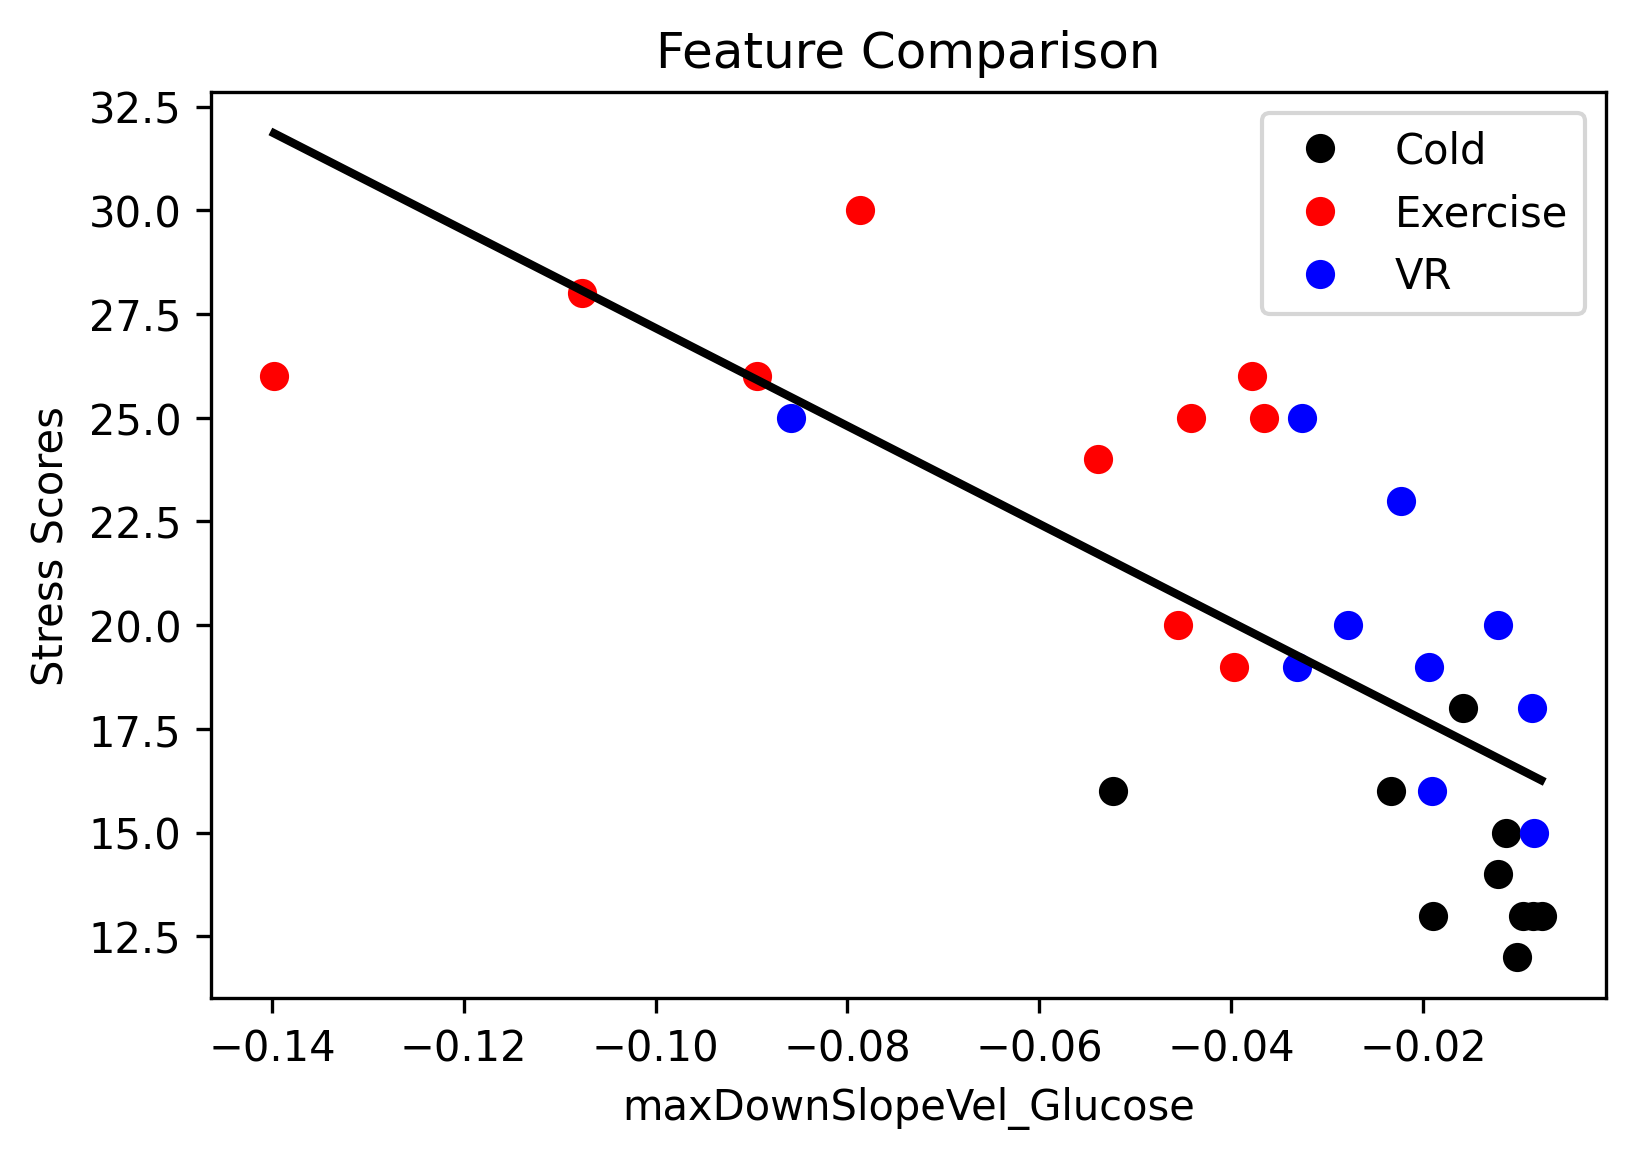 Feature Comparison
32.5
30.0
27.5
25.0
22.5
20.0
17.5
15.0
12.5
Stress Scores
Cold
Exercise
VR
−0.14 −0.12 −0.10 −0.08 −0.06 −0.04 −0.02
maxDownSlopeVel_Glucose